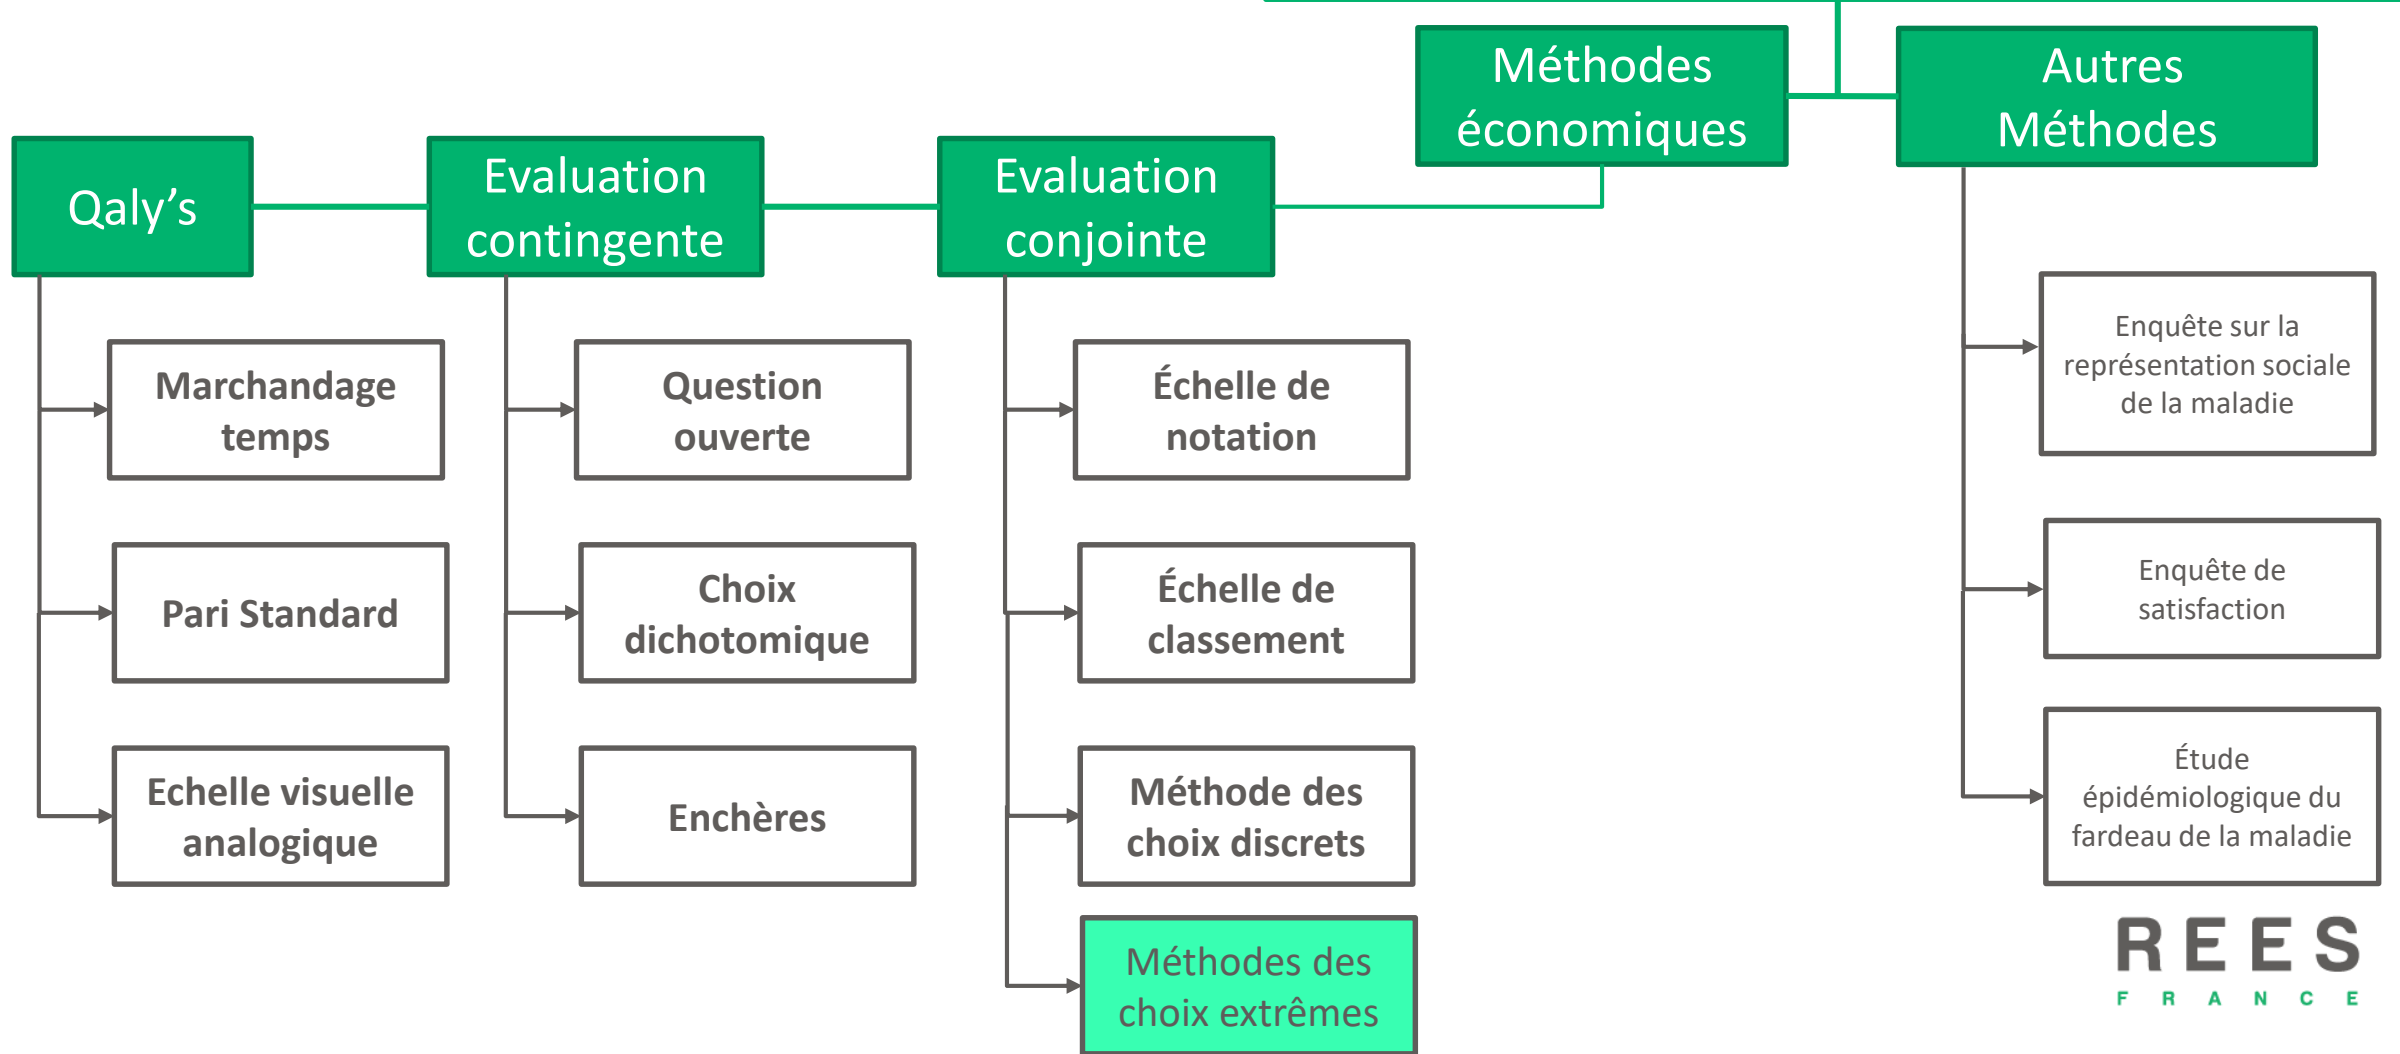 Méthodes
économiques
Autres
Méthodes
Qaly's
Evaluation
contingente
Evaluation
conjointe
Marchandage
temps
Pari Standard
Echelle visuelle
analogique
Question
ouverte
Choix
dichotomique
Enchères
Échelle de
notation
Échelle de
classement
Méthode des
choix discrets
Méthodes des
choix extrêmes
Enquête sur la
représentation sociale
de la maladie
Enquête de
satisfaction
Étude
épidémiologique du
fardeau de la maladie
REES
FRANCE